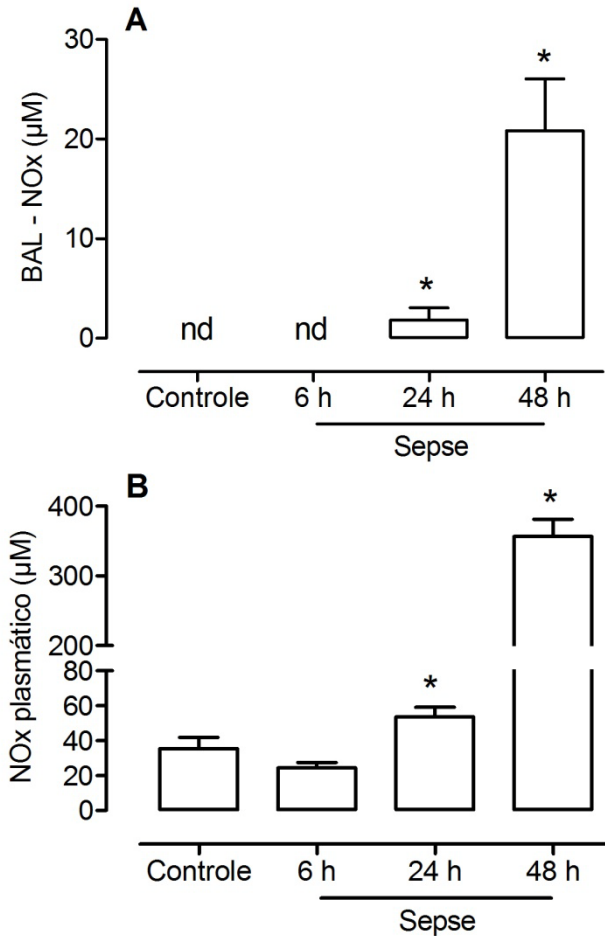 A
BAL - NOx (μM)
30
20
10
0
*
*
nd
nd
Controle
6 h
24 h
48 h
Sepse
B
NOx plasmático (μM)
400
300
200
80
60
40
20
0
*
*
Controle
6 h
24 h
48 h
Sepse